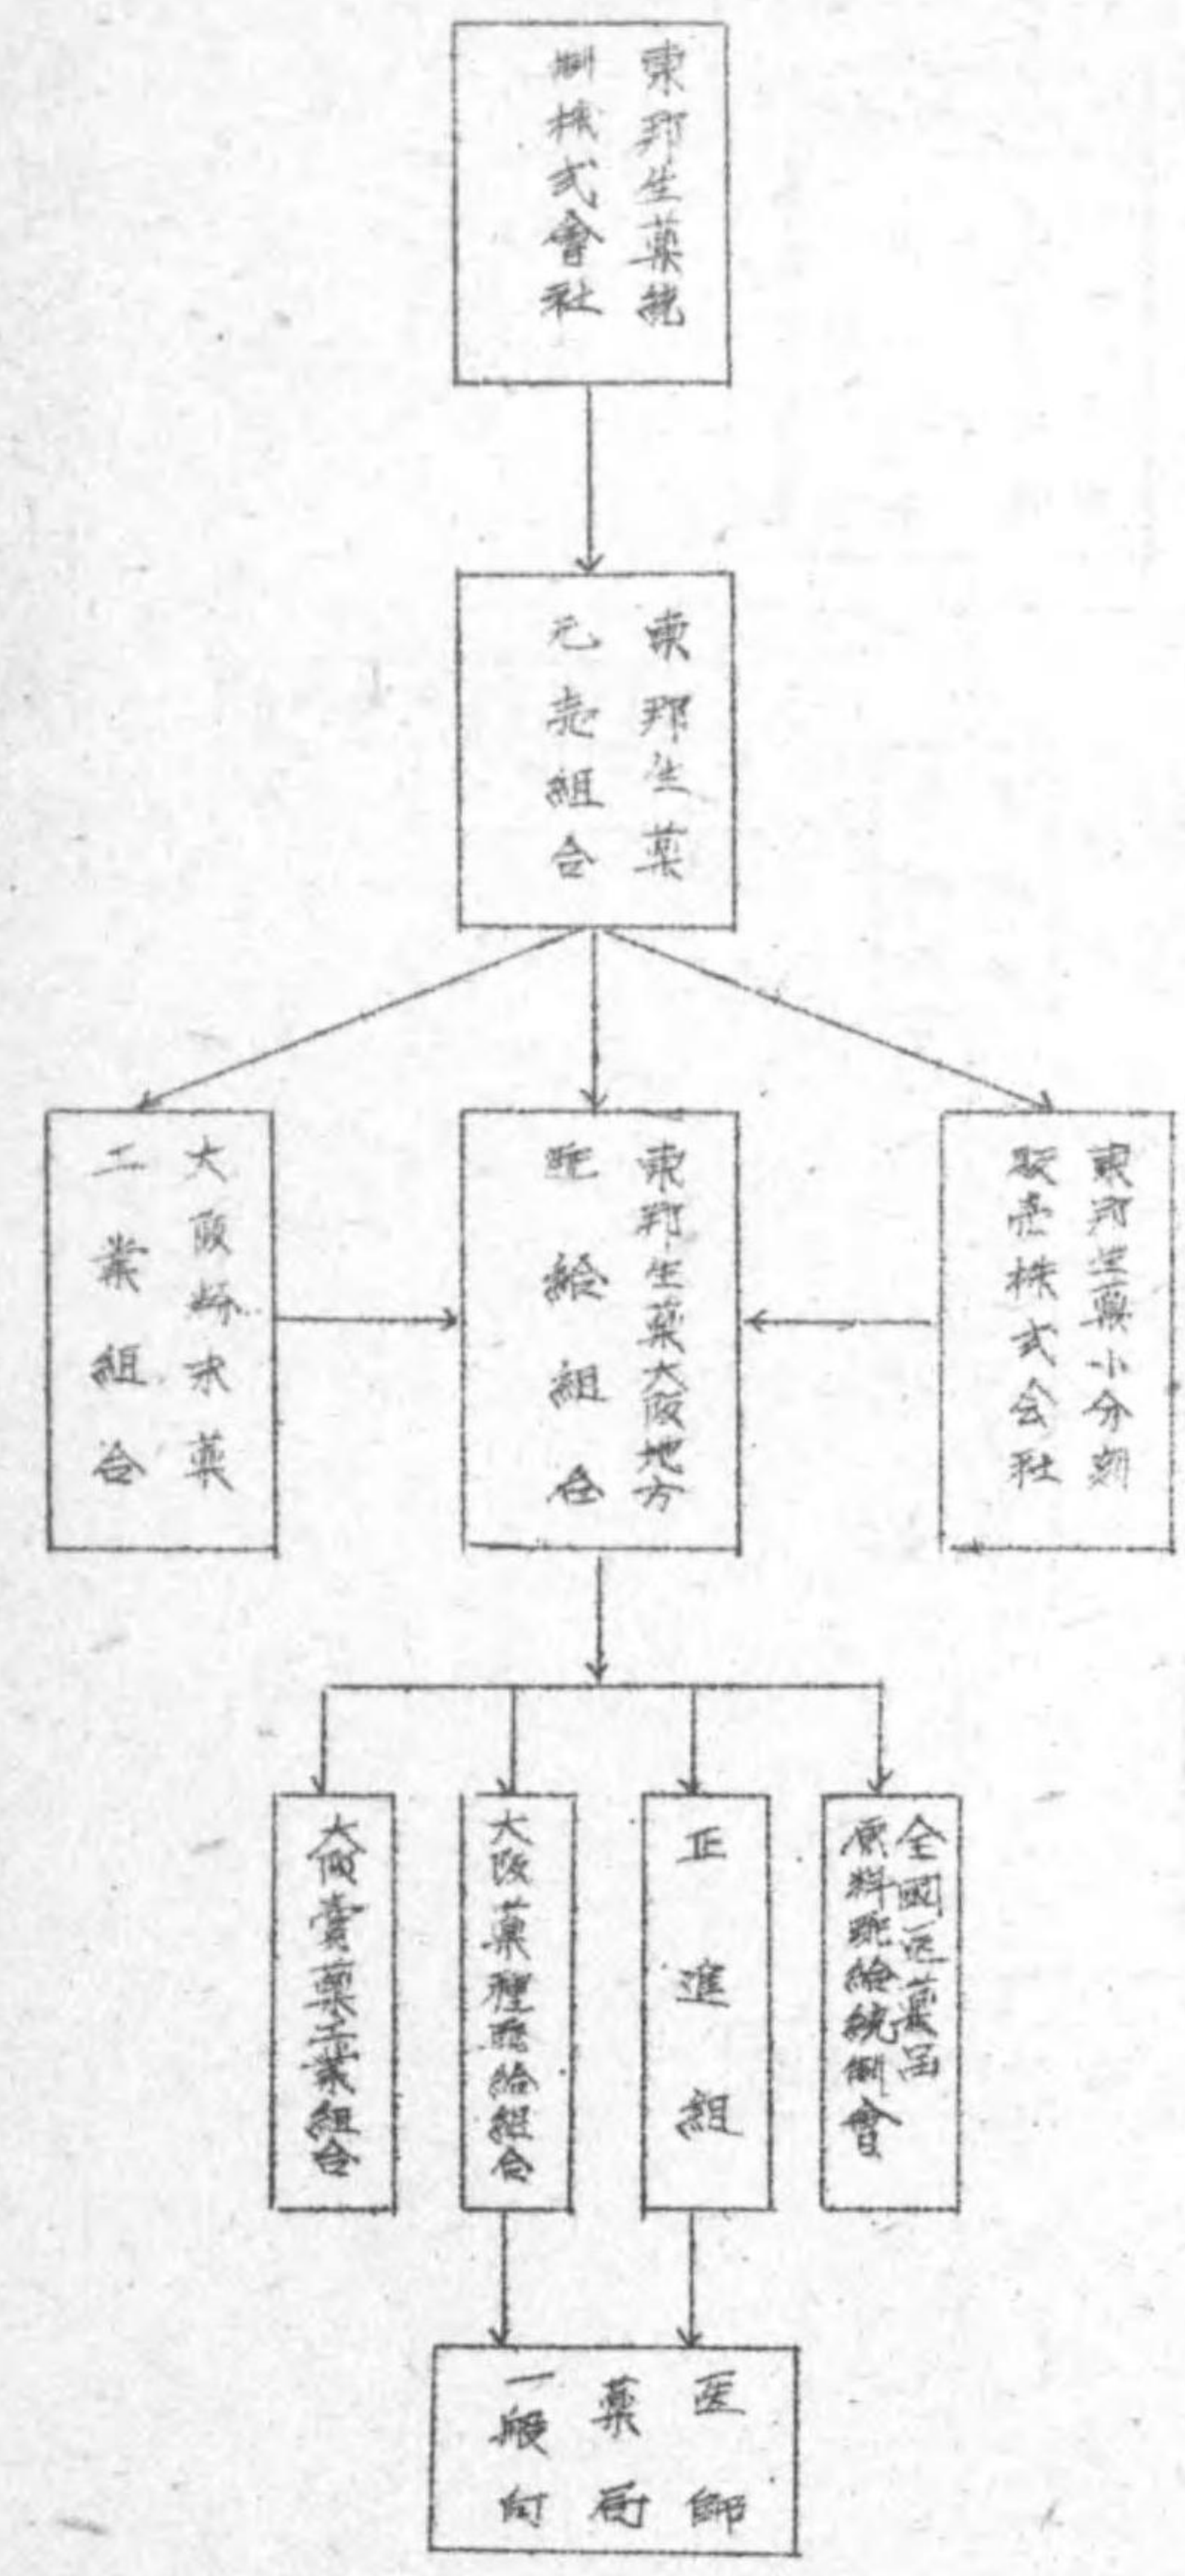 東邦生薬統
制株式會社
東邦生薬
元売組合
東邦生薬小分剤
販売株式会社
東邦生薬大阪地方
配給組合
大阪粉末薬
工業組合
全國医薬品
原料配給統制會
正進組
大阪薬種配給組合
大阪賣薬工業組合
医師
薬局
一般向